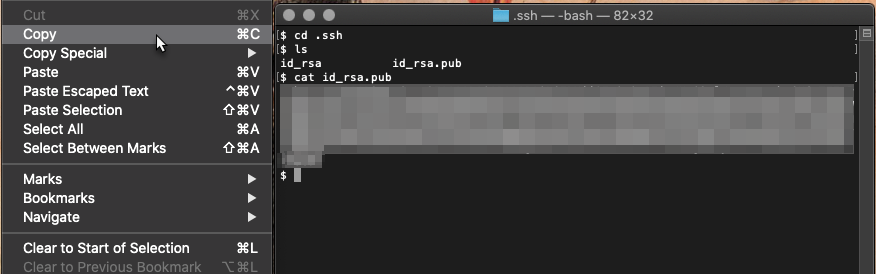 Cut ⌘X
Copy ⌘C
Copy Special ▶
Paste ⌘V
Paste Escaped Text ^⌘V
Paste Selection ⇧⌘V
Select All ⌘A
Select Between Marks ⇧⌘A
Marks ▶
Bookmarks ▶
Navigate ▶
Clear to Start of Selection ⌘L
Clear to Previous Bookmark ⌥⌘L
.ssh — -bash — 82×32
[$ cd .ssh ]
[$ ls ]
id_rsa id_rsa.pub
[$ cat id_rsa.pub ]
$